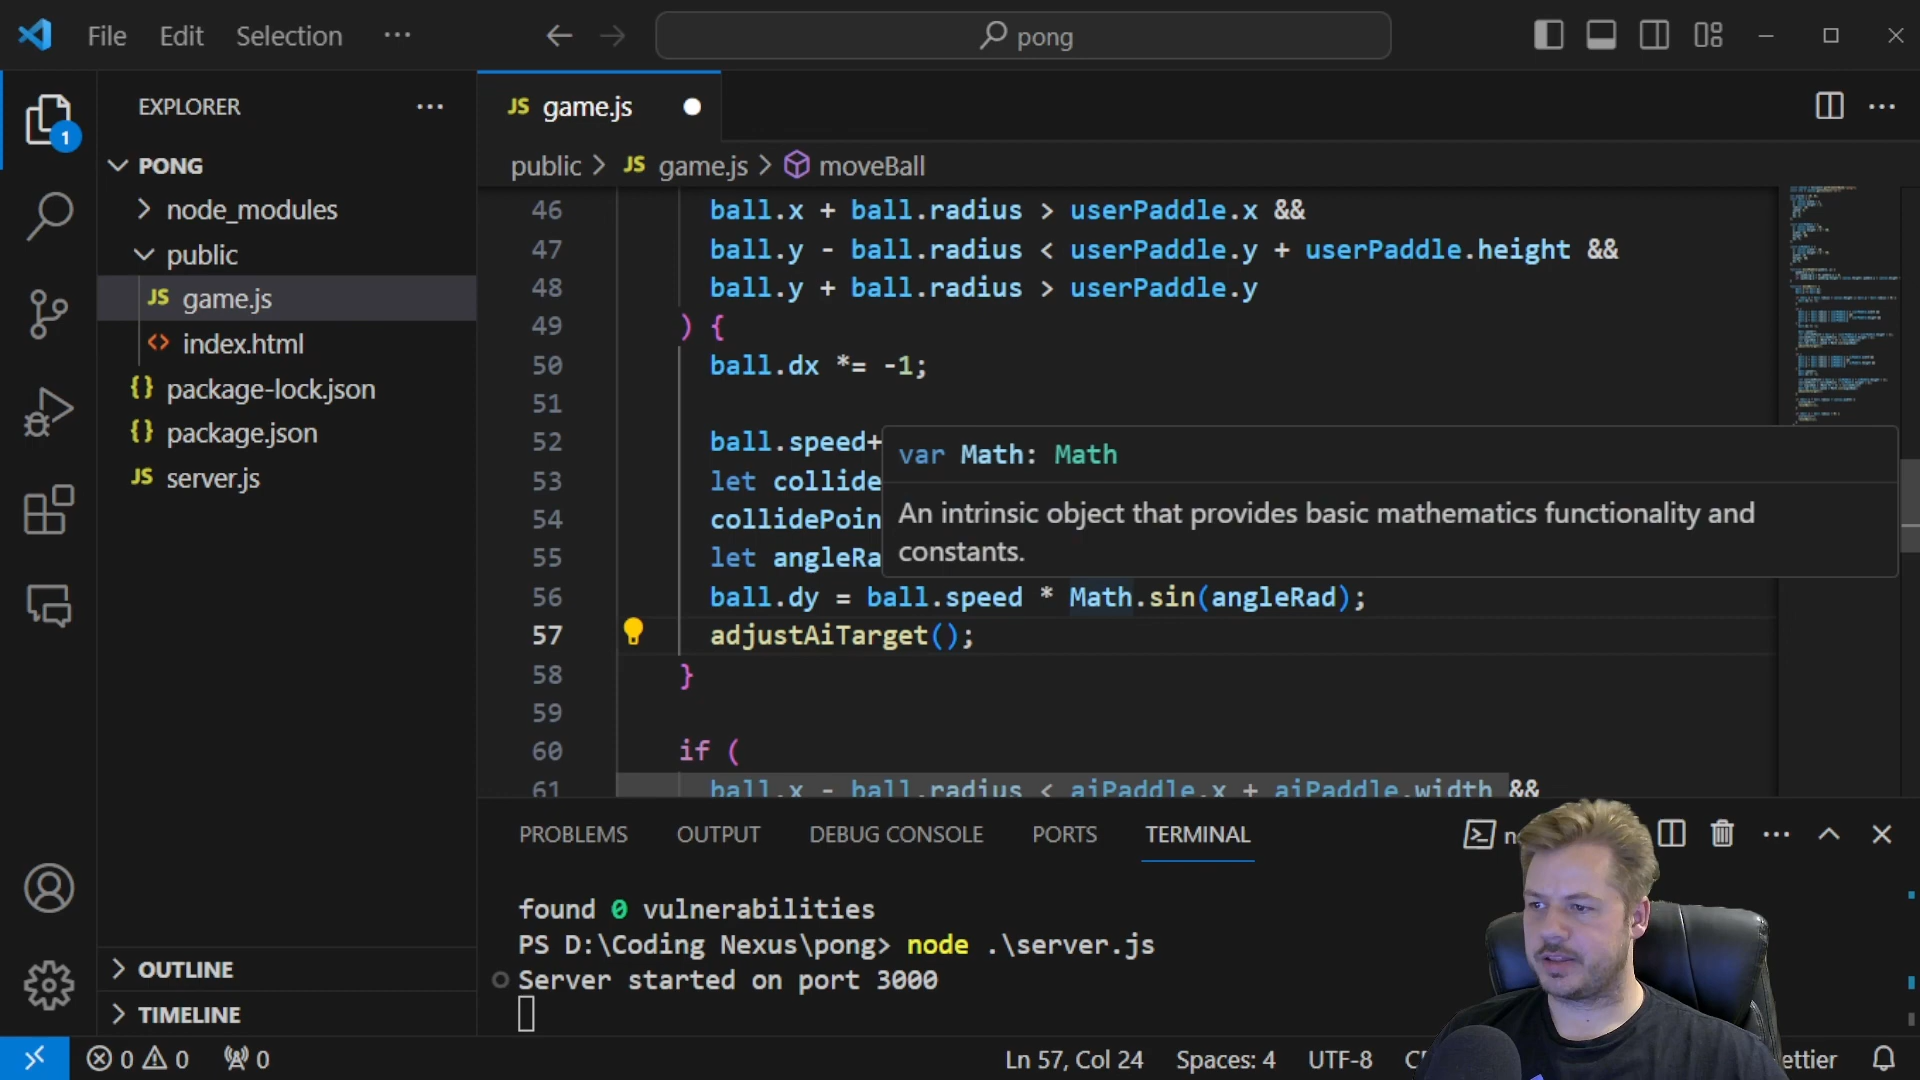 File Edit Selection ··· pong
EXPLORER ···
PONG
node_modules
public
JS game.js
<> index.html
{} package-lock.json
{} package.json
JS server.js
OUTLINE
TIMELINE
1
JS game.js
···
public > JS game.js > moveBall
46 ball.x + ball.radius > userPaddle.x &&
47 ball.y - ball.radius < userPaddle.y + userPaddle.height &&
48 ball.y + ball.radius > userPaddle.y
49 ) {
50 ball.dx *= -1;
51
52 ball.speed+
53 let collide
54 collidePoin
55 let angleRa
var Math: Math
An intrinsic object that provides basic mathematics functionality and
constants.
56 ball.dy = ball.speed * Math.sin(angleRad);
57 adjustAiTarget();
58 }
59
60 if (
61 ball.x - ball.radius < aiPaddle.x + aiPaddle.width &&
PROBLEMS OUTPUT DEBUG CONSOLE PORTS TERMINAL
···
found 0 vulnerabilities
PS D:\Coding Nexus\pong> node .\server.js
Server started on port 3000
0 0 0 Ln 57, Col 24 Spaces: 4 UTF-8